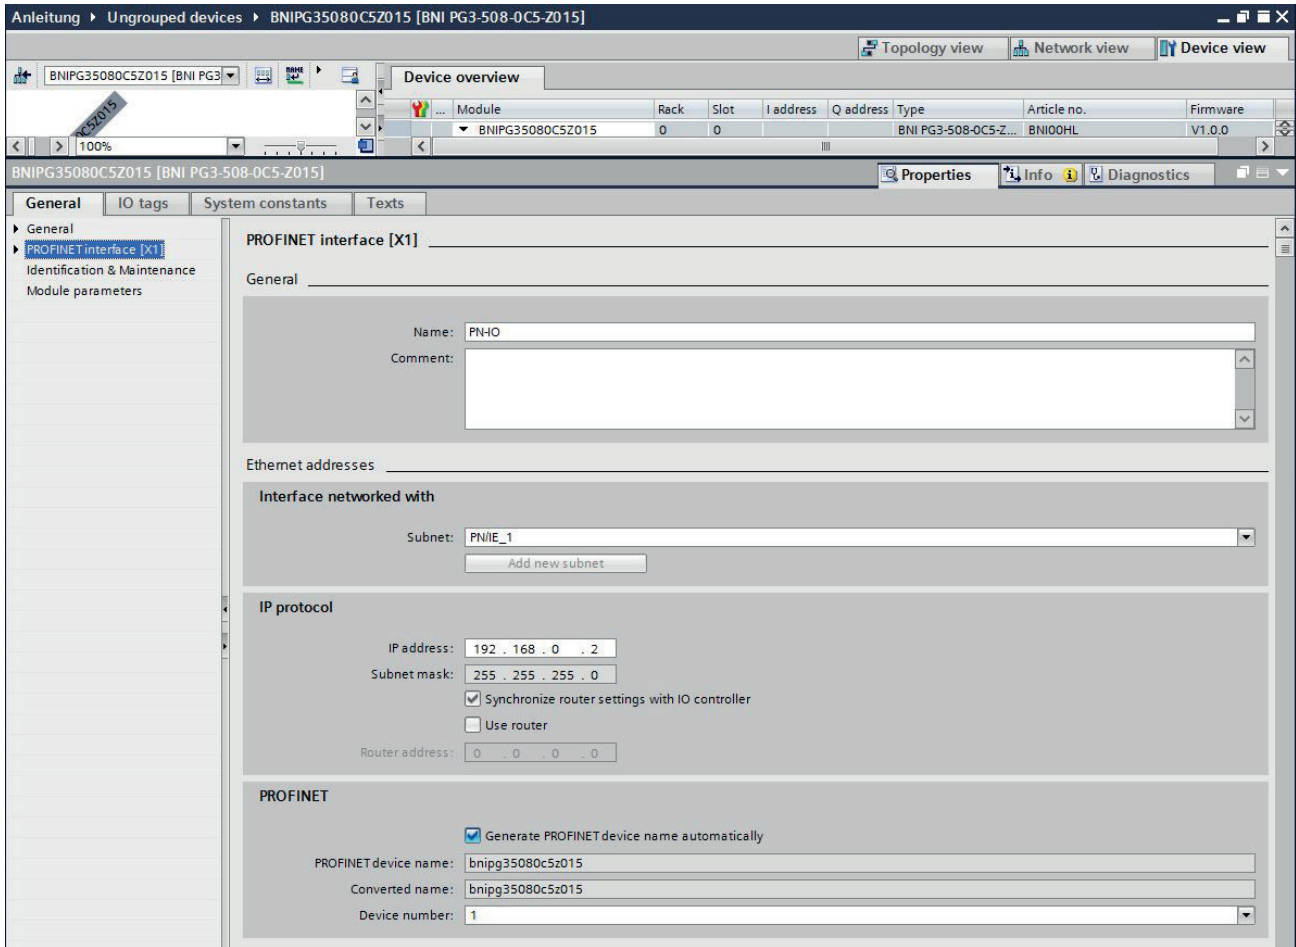 Anleitung ▸ Ungrouped devices ▸ BNIPG35080C5Z015 [BNI PG3-508-0C5-Z015]
Topology view Network view Device view
BNIPG35080C5Z015 [BNI PG3 Device overview
... Module Rack Slot I address Q address Type Article no. Firmware
BNIPG35080C5Z015 0 0 BNI PG3-508-0C5-Z... BNI00HL V1.0.0
0C5Z015
100%
BNIPG35080C5Z015 [BNI PG3-508-0C5-Z015] Properties Info Diagnostics
General IO tags System constants Texts
General
PROFINET interface [X1]
Identification & Maintenance
Module parameters
PROFINET interface [X1]
General
Name: PN-IO
Comment:
Ethernet addresses
Interface networked with
Subnet: PN/IE_1
Add new subnet
IP protocol
IP address: 192 . 168 . 0 . 2
Subnet mask: 255 . 255 . 255 . 0
Synchronize router settings with IO controller
Use router
Router address: 0 . 0 . 0 . 0
PROFINET
Generate PROFINET device name automatically
PROFINET device name: bnipg35080c5z015
Converted name: bnipg35080c5z015
Device number: 1